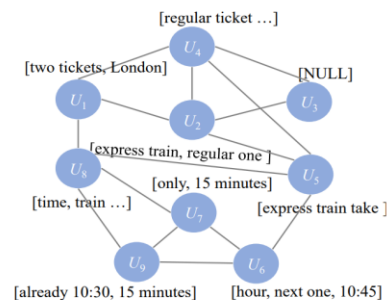 [regular ticket …]
U4
[two tickets, London]
[NULL]
U1
U3
U2
[express train, regular one ]
U8
U5
[only, 15 minutes]
[time, train …]
U7
[express train take ]
U9
U6
[already 10:30, 15 minutes]
[hour, next one, 10:45]